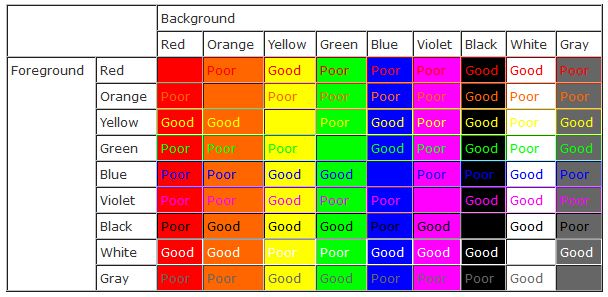 Background
Red Orange Yellow Green Blue Violet Black White Gray
Foreground Red Poor Good Poor Poor Poor Good Good Poor
Orange Poor Poor Poor Poor Poor Good Poor Poor
Yellow Good Good Poor Good Poor Good Poor Good
Green Poor Poor Poor Good Poor Good Poor Good
Blue Poor Poor Good Good Poor Poor Good Poor
Violet Poor Poor Good Poor Poor Good Good Poor
Black Poor Good Good Good Poor Good Good Poor
White Good Good Poor Poor Good Good Good Good
Gray Poor Poor Good Good Poor Poor Poor Good